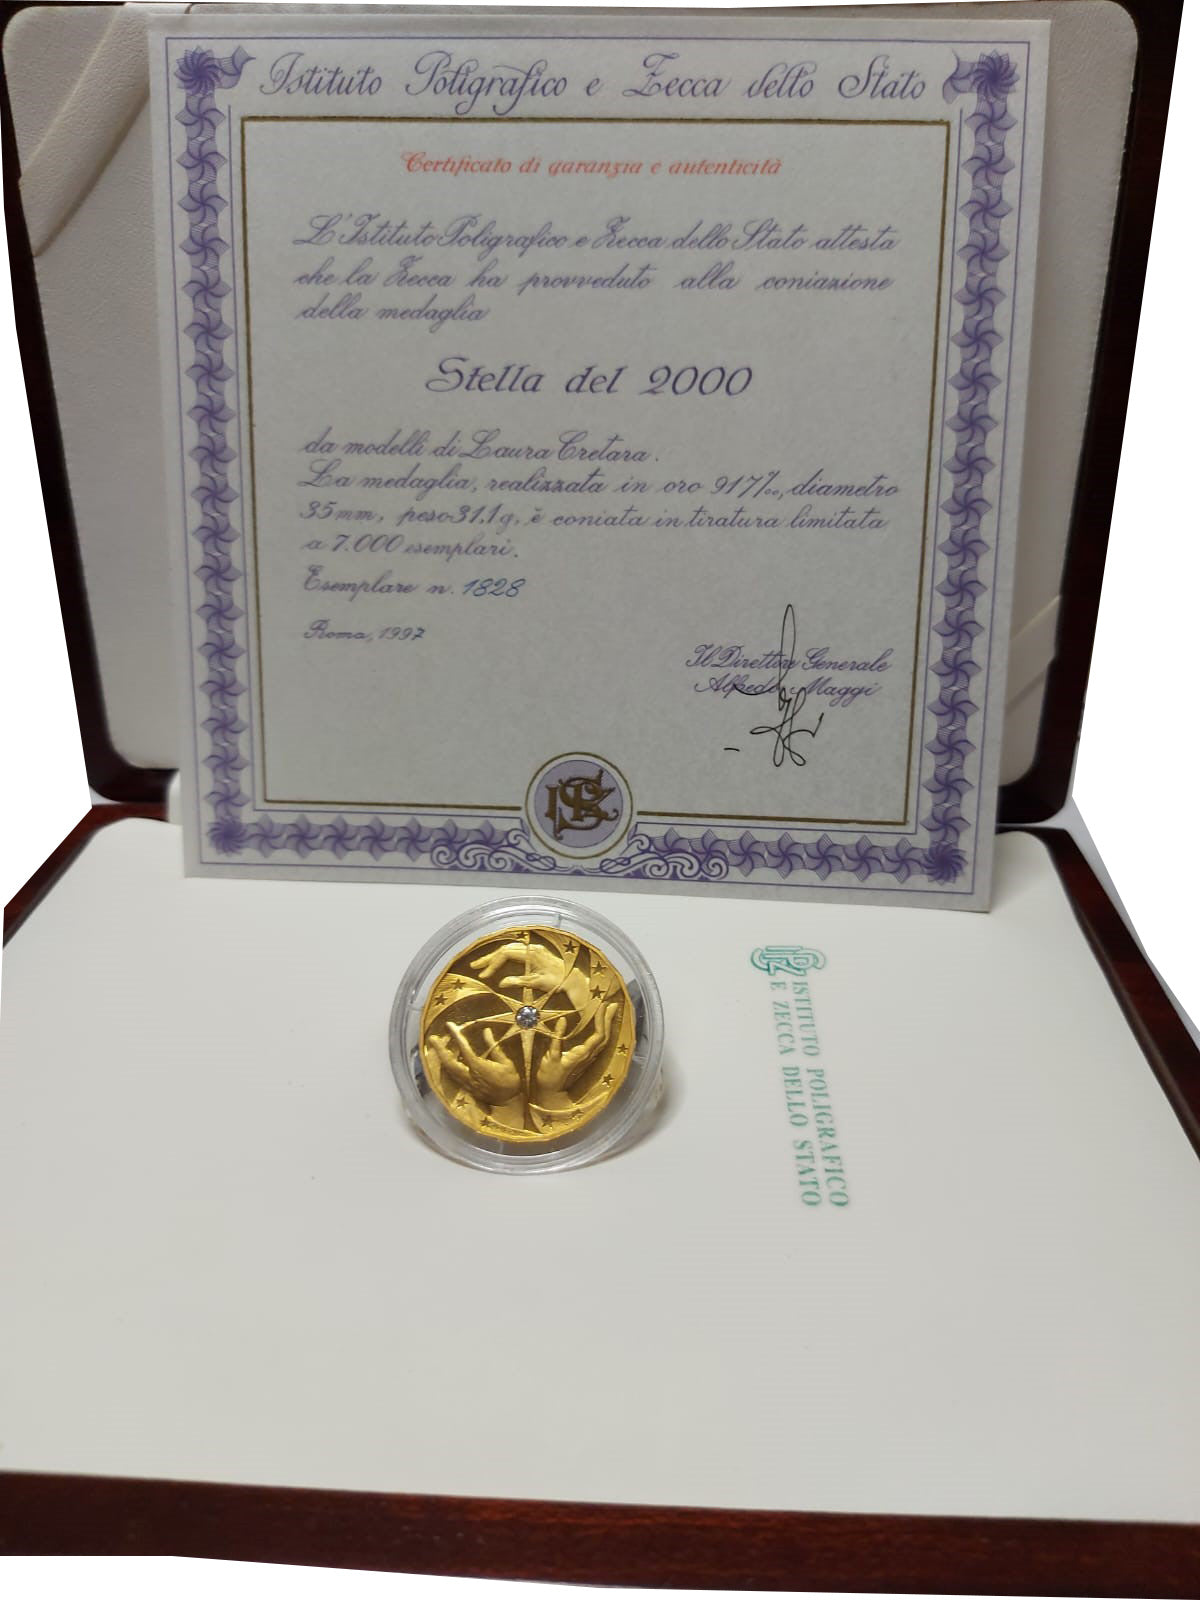 Istituto Poligrafico e Zecca dello Stato
Certificato di garanzia e autenticità
L'Istituto Poligrafico e Zecca dello Stato attesta
che la Zecca ha provveduto alla coniazione
della medaglia
Stella del 2000
da modelli di Laura Cretara.
La medaglia, realizzata in oro 917‰, diametro
35mm, peso 31,1g, è coniata in tiratura limitata
a 7.000 esemplari.
Esemplare n. 1828
Roma, 1997
Il Direttore Generale
Alfredo Maggi
IPZS
ISTITUTO POLIGRAFICO
E ZECCA DELLO STATO